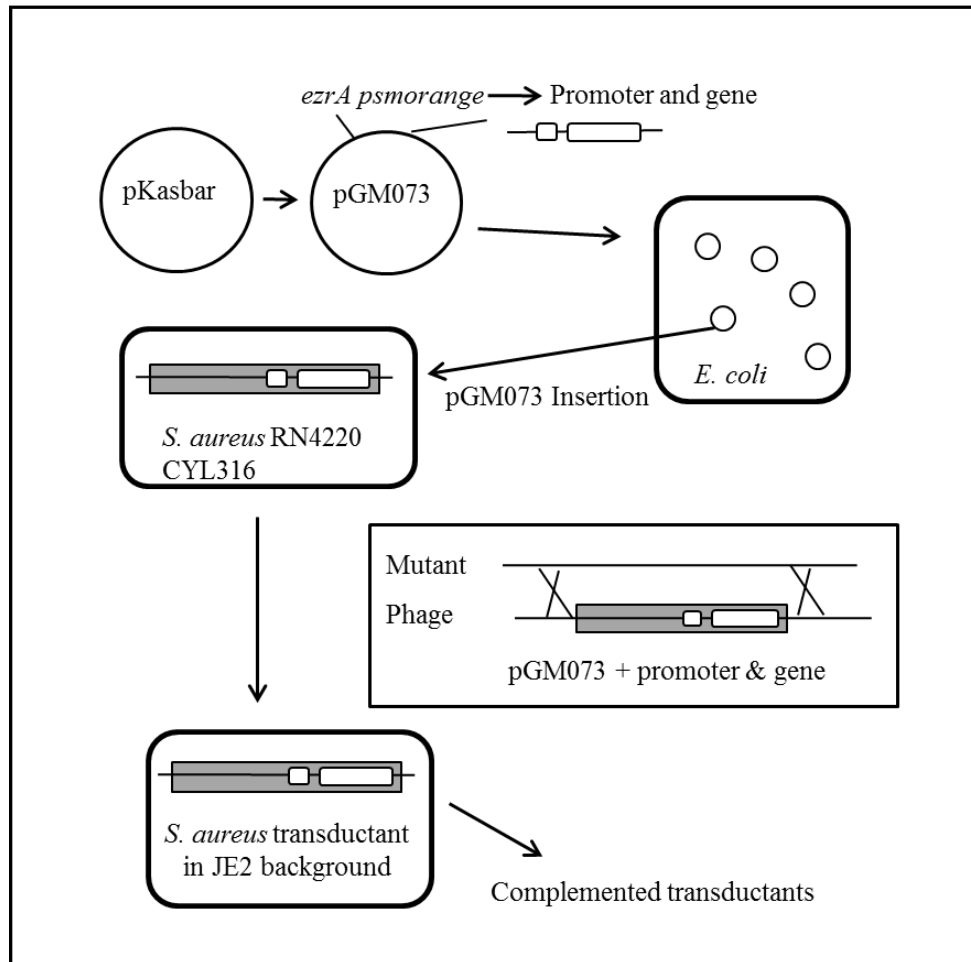 ezrA psmorange
Promoter and gene
pKasbar
pGM073
E. coli
pGM073 Insertion
S. aureus RN4220
CYL316
Mutant
Phage
pGM073 + promoter & gene
S. aureus transductant
in JE2 background
Complemented transductants